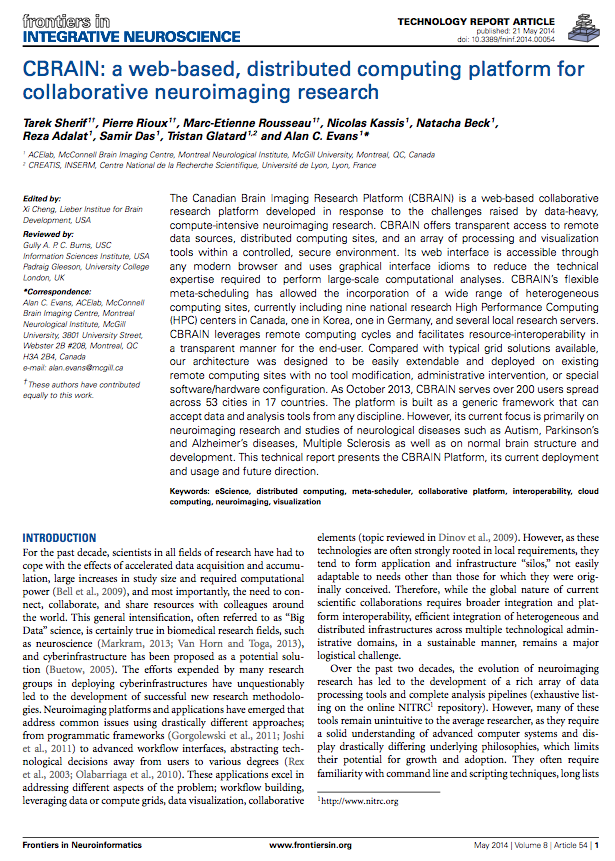 frontiers in
INTEGRATIVE NEUROSCIENCE
TECHNOLOGY REPORT ARTICLE
published: 21 May 2014
doi: 10.3389/fninf.2014.00054
CBRAIN: a web-based, distributed computing platform for
collaborative neuroimaging research
Tarek Sherif¹†, Pierre Rioux¹†, Marc-Etienne Rousseau¹†, Nicolas Kassis¹, Natacha Beck¹,
Reza Adalat¹, Samir Das¹, Tristan Glatard¹,² and Alan C. Evans¹*
¹ ACElab, McConnell Brain Imaging Centre, Montreal Neurological Institute, McGill University, Montreal, QC, Canada
² CREATIS, INSERM, Centre National de la Recherche Scientifique, Université de Lyon, Lyon, France
Edited by:
Xi Cheng, Lieber Institue for Brain
Development, USA
Reviewed by:
Gully A. P. C. Burns, USC
Information Sciences Institute, USA
Padraig Gleeson, University College
London, UK
*Correspondence:
Alan C. Evans, ACElab, McConnell
Brain Imaging Centre, Montreal
Neurological Institute, McGill
University, 3801 University Street,
Webster 2B #208, Montreal, QC
H3A 2B4, Canada
e-mail: alan.evans@mcgill.ca
† These authors have contributed
equally to this work.
The Canadian Brain Imaging Research Platform (CBRAIN) is a web-based collaborative
research platform developed in response to the challenges raised by data-heavy,
compute-intensive neuroimaging research. CBRAIN offers transparent access to remote
data sources, distributed computing sites, and an array of processing and visualization
tools within a controlled, secure environment. Its web interface is accessible through
any modern browser and uses graphical interface idioms to reduce the technical
expertise required to perform large-scale computational analyses. CBRAIN's flexible
meta-scheduling has allowed the incorporation of a wide range of heterogeneous
computing sites, currently including nine national research High Performance Computing
(HPC) centers in Canada, one in Korea, one in Germany, and several local research servers.
CBRAIN leverages remote computing cycles and facilitates resource-interoperability in
a transparent manner for the end-user. Compared with typical grid solutions available,
our architecture was designed to be easily extendable and deployed on existing
remote computing sites with no tool modification, administrative intervention, or special
software/hardware configuration. As October 2013, CBRAIN serves over 200 users spread
across 53 cities in 17 countries. The platform is built as a generic framework that can
accept data and analysis tools from any discipline. However, its current focus is primarily on
neuroimaging research and studies of neurological diseases such as Autism, Parkinson's
and Alzheimer's diseases, Multiple Sclerosis as well as on normal brain structure and
development. This technical report presents the CBRAIN Platform, its current deployment
and usage and future direction.
Keywords: eScience, distributed computing, meta-scheduler, collaborative platform, interoperability, cloud
computing, neuroimaging, visualization
INTRODUCTION
For the past decade, scientists in all fields of research have had to
cope with the effects of accelerated data acquisition and accumu-
lation, large increases in study size and required computational
power (Bell et al., 2009), and most importantly, the need to con-
nect, collaborate, and share resources with colleagues around
the world. This general intensification, often referred to as "Big
Data" science, is certainly true in biomedical research fields, such
as neuroscience (Markram, 2013; Van Horn and Toga, 2013),
and cyberinfrastructure has been proposed as a potential solu-
tion (Buetow, 2005). The efforts expended by many research
groups in deploying cyberinfrastructures have unquestionably
led to the development of successful new research methodolo-
gies. Neuroimaging platforms and applications have emerged that
address common issues using drastically different approaches;
from programmatic frameworks (Gorgolewski et al., 2011; Joshi
et al., 2011) to advanced workflow interfaces, abstracting tech-
nological decisions away from users to various degrees (Rex
et al., 2003; Olabarriaga et al., 2010). These applications excel in
addressing different aspects of the problem; workflow building,
leveraging data or compute grids, data visualization, collaborative
elements (topic reviewed in Dinov et al., 2009). However, as these
technologies are often strongly rooted in local requirements, they
tend to form application and infrastructure "silos," not easily
adaptable to needs other than those for which they were orig-
inally conceived. Therefore, while the global nature of current
scientific collaborations requires broader integration and plat-
form interoperability, efficient integration of heterogeneous and
distributed infrastructures across multiple technological admin-
istrative domains, in a sustainable manner, remains a major
logistical challenge.
Over the past two decades, the evolution of neuroimaging
research has led to the development of a rich array of data
processing tools and complete analysis pipelines (exhaustive list-
ing on the online NITRC¹ repository). However, many of these
tools remain unintuitive to the average researcher, as they require
a solid understanding of advanced computer systems and dis-
play drastically differing underlying philosophies, which limits
their potential for growth and adoption. They often require
familiarity with command line and scripting techniques, long lists
¹http://www.nitrc.org
Frontiers in Neuroinformatics
www.frontiersin.org
May 2014 | Volume 8 | Article 54 | 1